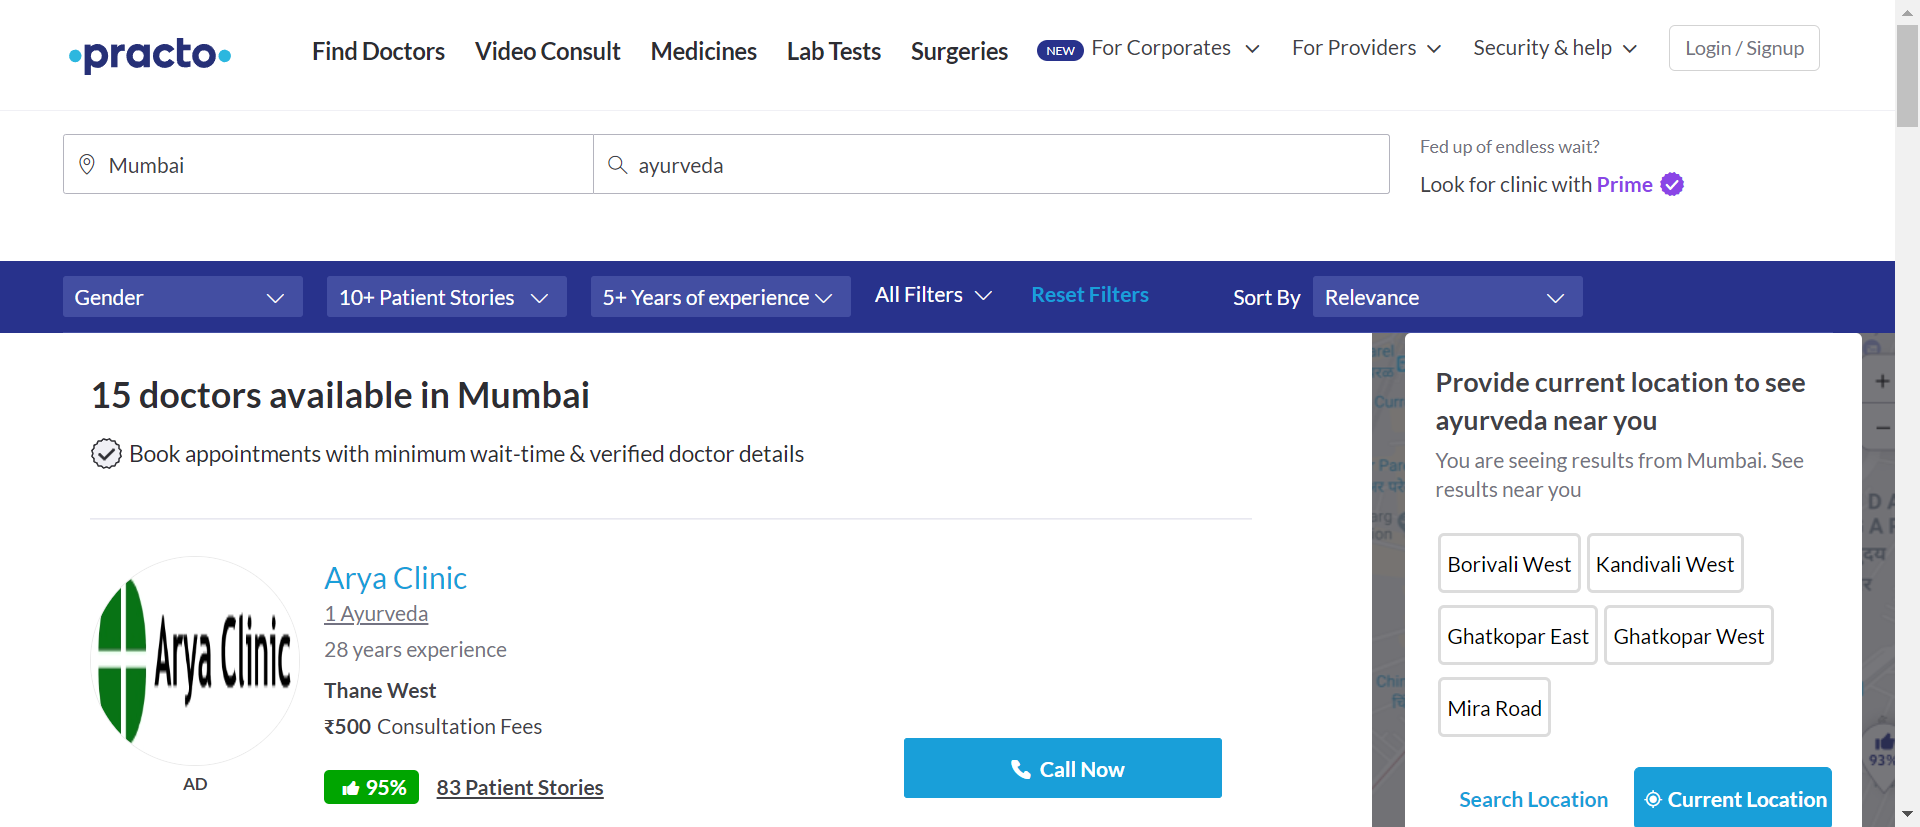 practo
Find Doctors
Video Consult
Medicines
Lab Tests
Surgeries
NEW For Corporates
For Providers
Security & help
Login / Signup
Mumbai
ayurveda
Fed up of endless wait?
Look for clinic with Prime
Gender
10+ Patient Stories
5+ Years of experience
All Filters
Reset Filters
Sort By
Relevance
15 doctors available in Mumbai
Book appointments with minimum wait-time & verified doctor details
Arya Clinic
AD
Arya Clinic
1 Ayurveda
28 years experience
Thane West
₹500 Consultation Fees
95%
83 Patient Stories
Call Now
Provide current location to see
ayurveda near you
You are seeing results from Mumbai. See
results near you
Borivali West
Kandivali West
Ghatkopar East
Ghatkopar West
Mira Road
Search Location
Current Location
93%